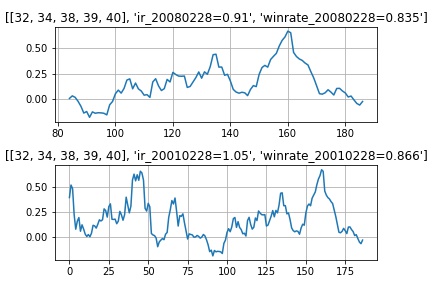 [[32, 34, 38, 39, 40], 'ir_20080228=0.91', 'winrate_20080228=0.835']
0.50
0.25
0.00
80 100 120 140 160 180
[[32, 34, 38, 39, 40], 'ir_20010228=1.05', 'winrate_20010228=0.866']
0.50
0.25
0.00
0 25 50 75 100 125 150 175